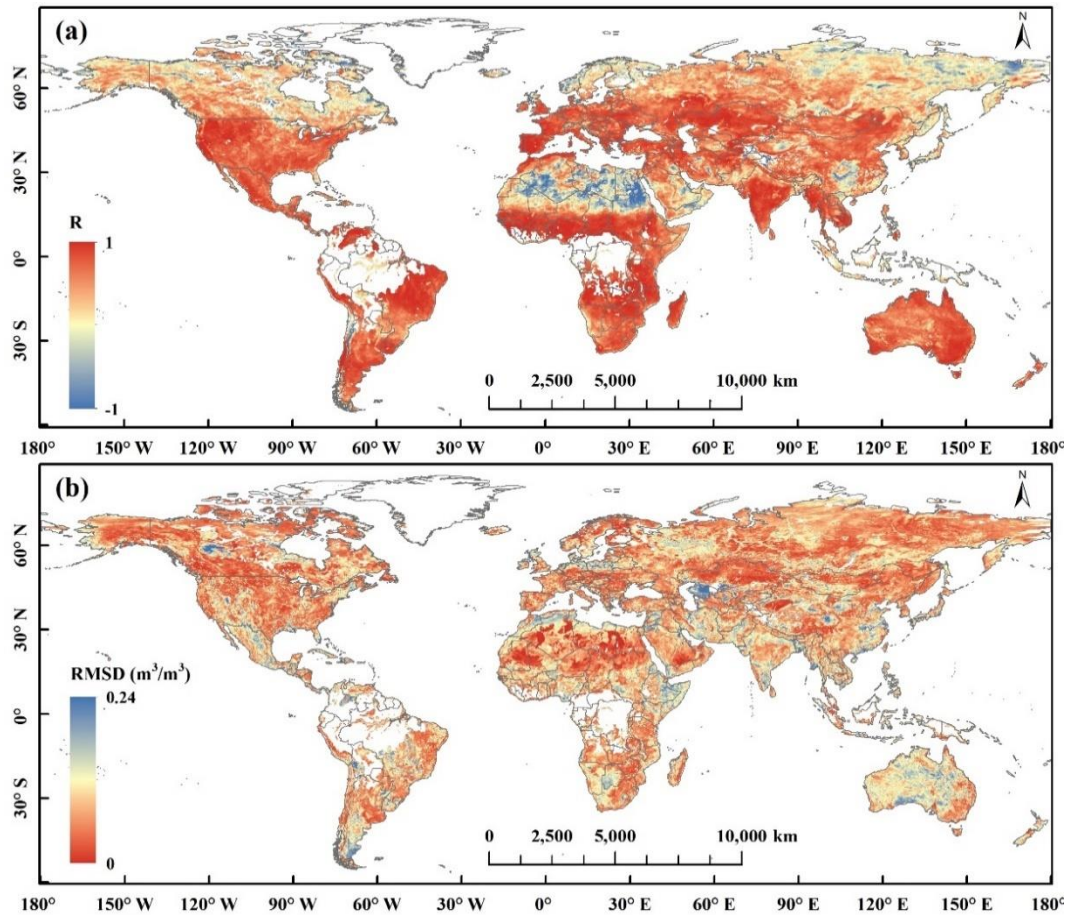 (a)
N
60° N
30° N
0°
30° S
R
1
-1
0 2,500 5,000 10,000 km
180° 150° W 120° W 90° W 60° W 30° W 0° 30° E 60° E 90° E 120° E 150° E 180°
(b)
N
60° N
30° N
0°
30° S
RMSD (m³/m³)
0.24
0
0 2,500 5,000 10,000 km
150° W 120° W 90° W 60° W 30° W 0° 30° E 60° E 90° E 120° E 150° E